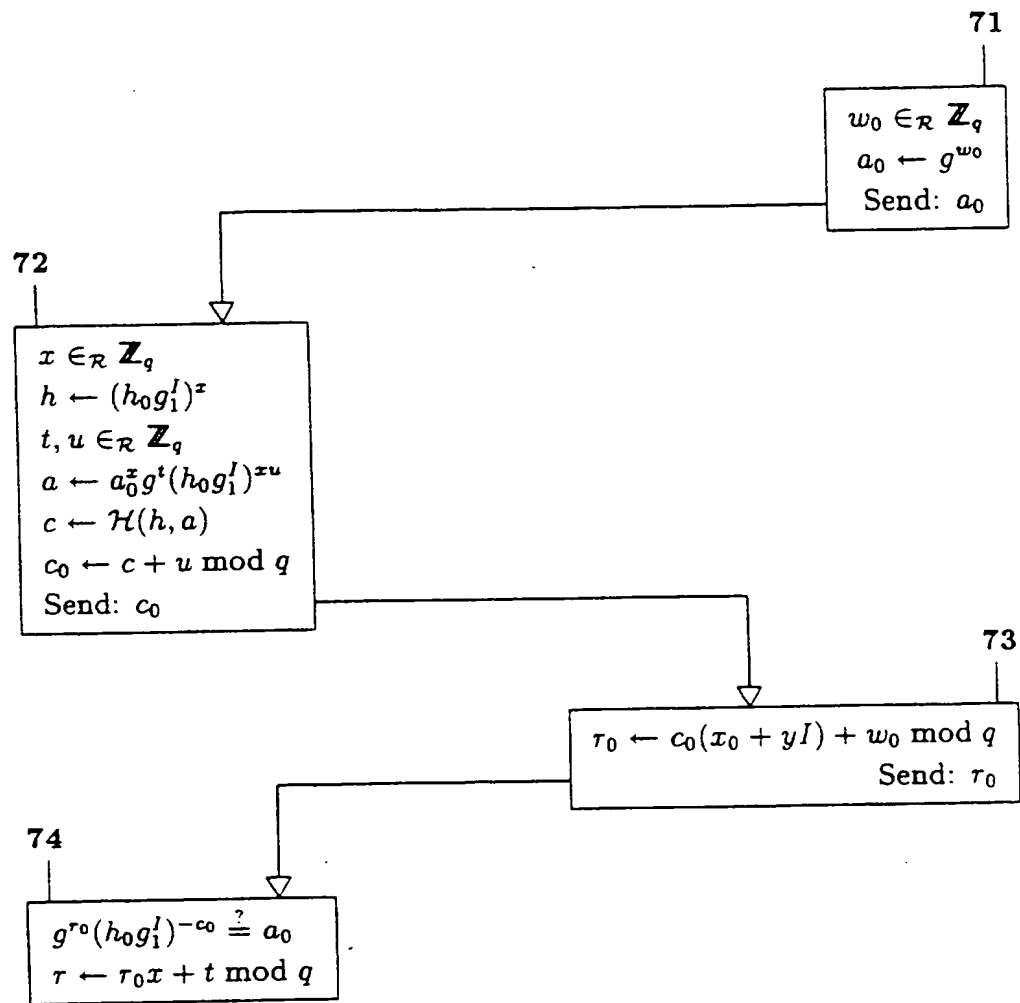 71
w₀ ∈_ℛ ℤ_q
a₀ ← g^{w₀}
Send: a₀
72
x ∈_ℛ ℤ_q
h ← (h₀g₁^I)^x
t, u ∈_ℛ ℤ_q
a ← a₀^x g^t (h₀g₁^I)^{xu}
c ← ℋ(h, a)
c₀ ← c + u mod q
Send: c₀
73
r₀ ← c₀(x₀ + yI) + w₀ mod q
Send: r₀
74
g^{r₀}(h₀g₁^I)^{-c₀} ≟ a₀
r ← r₀x + t mod q